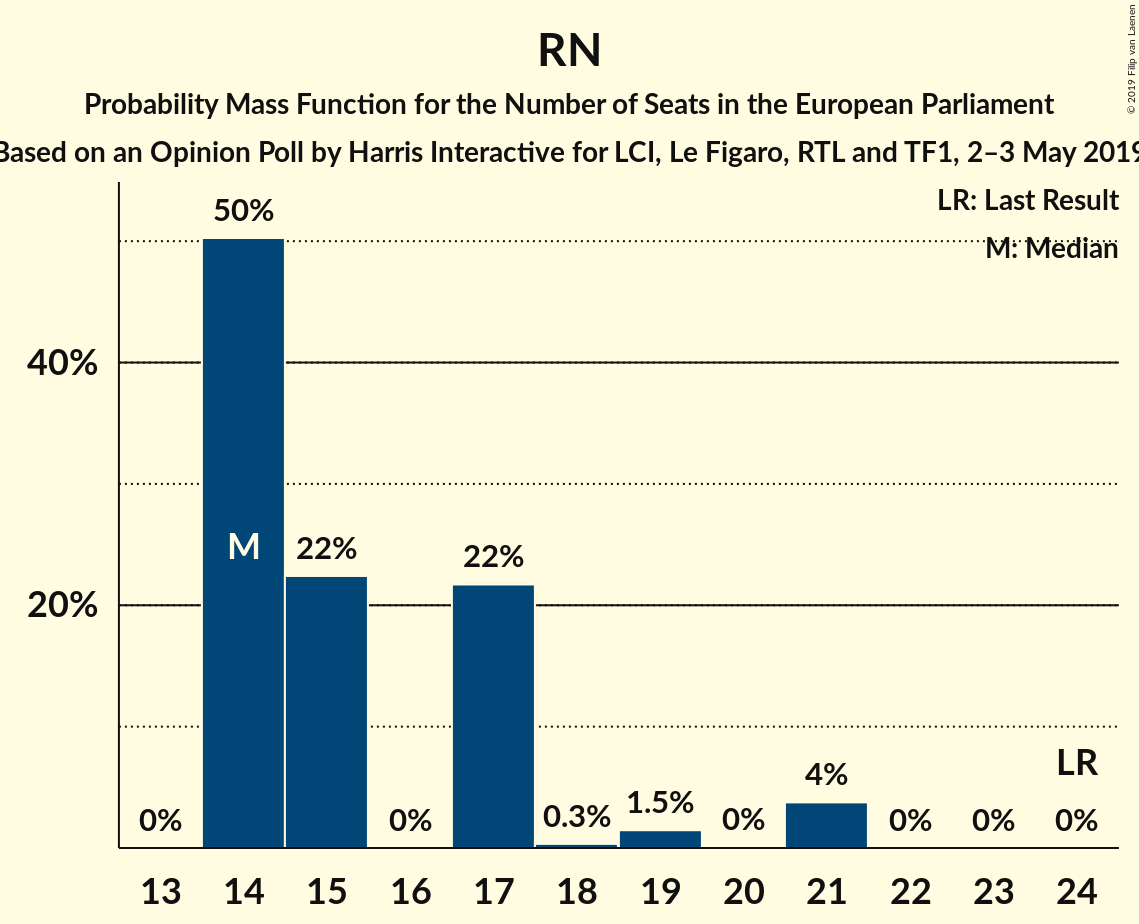 © 2019 Filip van Laenen
RN
Probability Mass Function for the Number of Seats in the European Parliament
Based on an Opinion Poll by Harris Interactive for LCI, Le Figaro, RTL and TF1, 2–3 May 2019
LR: Last Result
M: Median
50%
40%
M
22%
22%
20%
LR
0%
0%
0.3%
1.5%
0%
4%
0%
0%
0%
13 14 15 16 17 18 19 20 21 22 23 24